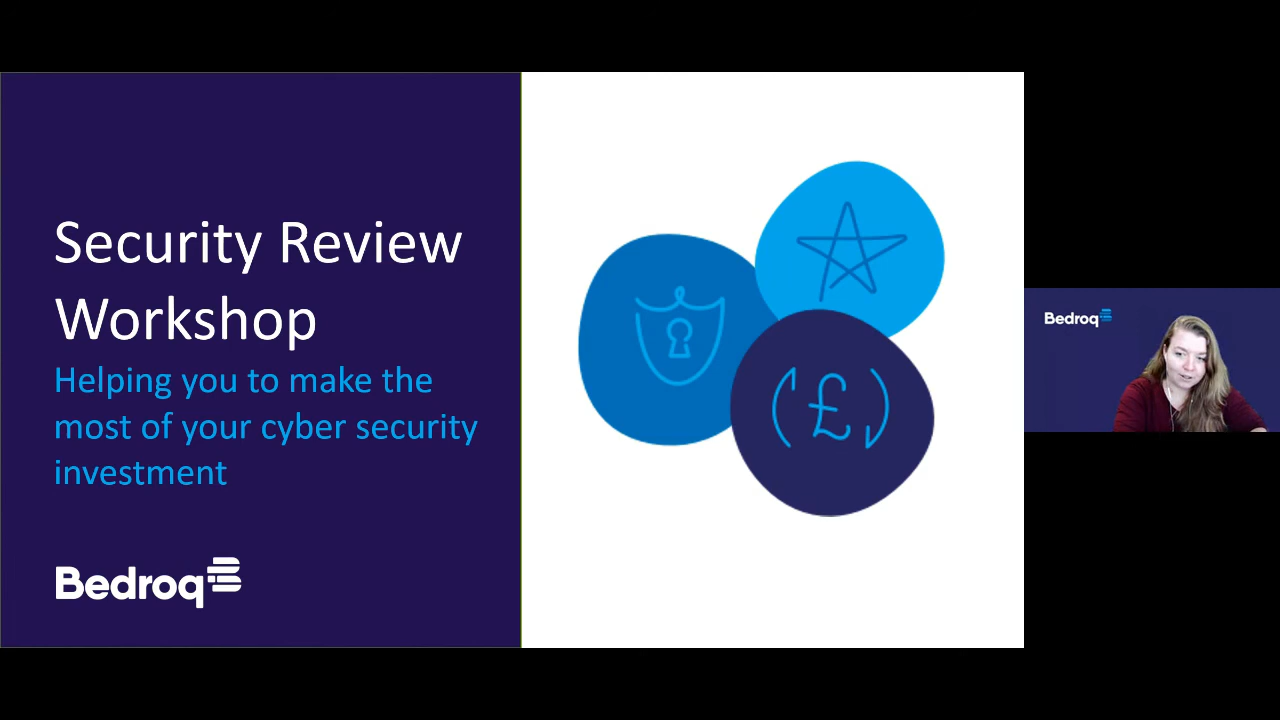 Security Review
Workshop
Helping you to make the
most of your cyber security
investment
Bedroq
£
Bedroq